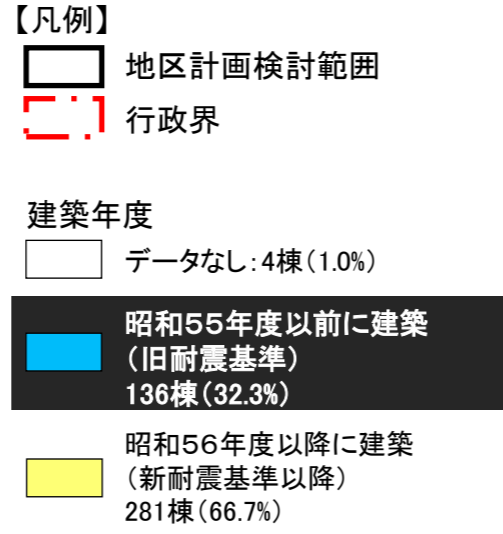 【凡例】
地区計画検討範囲
行政界
建築年度
データなし：4棟（1.0%）
昭和５５年度以前に建築
（旧耐震基準）
136棟（32.3%）
昭和５６年度以降に建築
（新耐震基準以降）
281棟（66.7%）